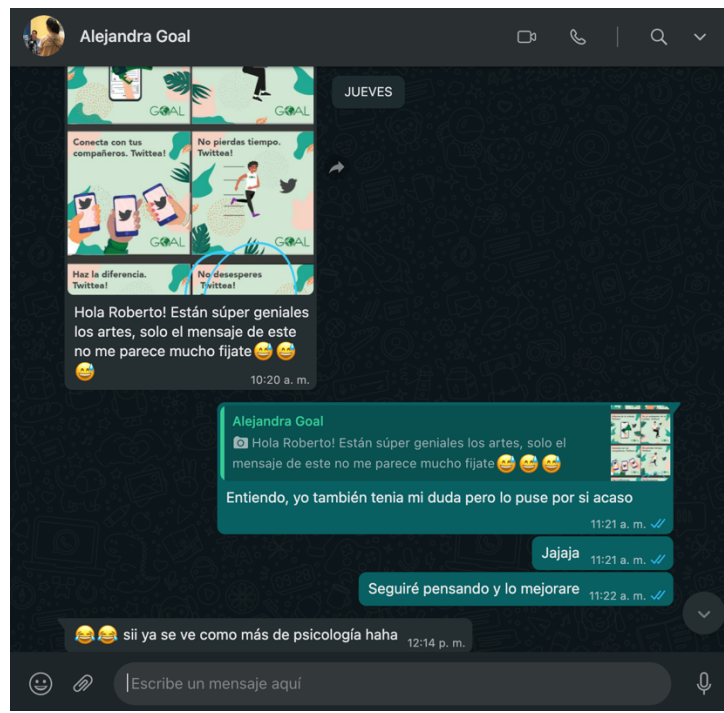 Alejandra Goal
JUEVES
GOAL
GOAL
Conecta con tus
compañeros. Twittea!
No pierdas tiempo.
Twittea!
GOAL
GOAL
Haz la diferencia.
Twittea!
No desesperes
Twittea!
Hola Roberto! Están súper geniales
los artes, solo el mensaje de este
no me parece mucho fijate😅😅
😅
10:20 a. m.
Alejandra Goal
Hola Roberto! Están súper geniales los artes, solo el
mensaje de este no me parece mucho fijate😅😅😅
Entiendo, yo también tenia mi duda pero lo puse por si acaso
11:21 a. m.
Jajaja
11:21 a. m.
Seguiré pensando y lo mejorare
11:22 a. m.
😂😂 sii ya se ve como más de psicología haha
12:14 p. m.
Escribe un mensaje aquí